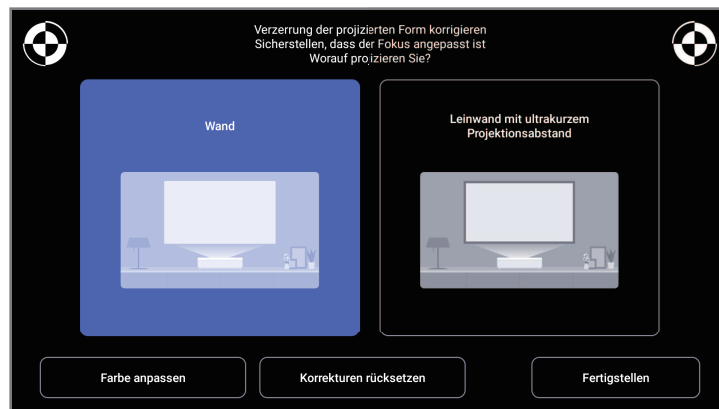 Verzerrung der projizierten Form korrigieren
Sicherstellen, dass der Fokus angepasst ist
Worauf projizieren Sie?
Wand
Leinwand mit ultrakurzem
Projektionsabstand
Farbe anpassen
Korrekturen rücksetzen
Fertigstellen